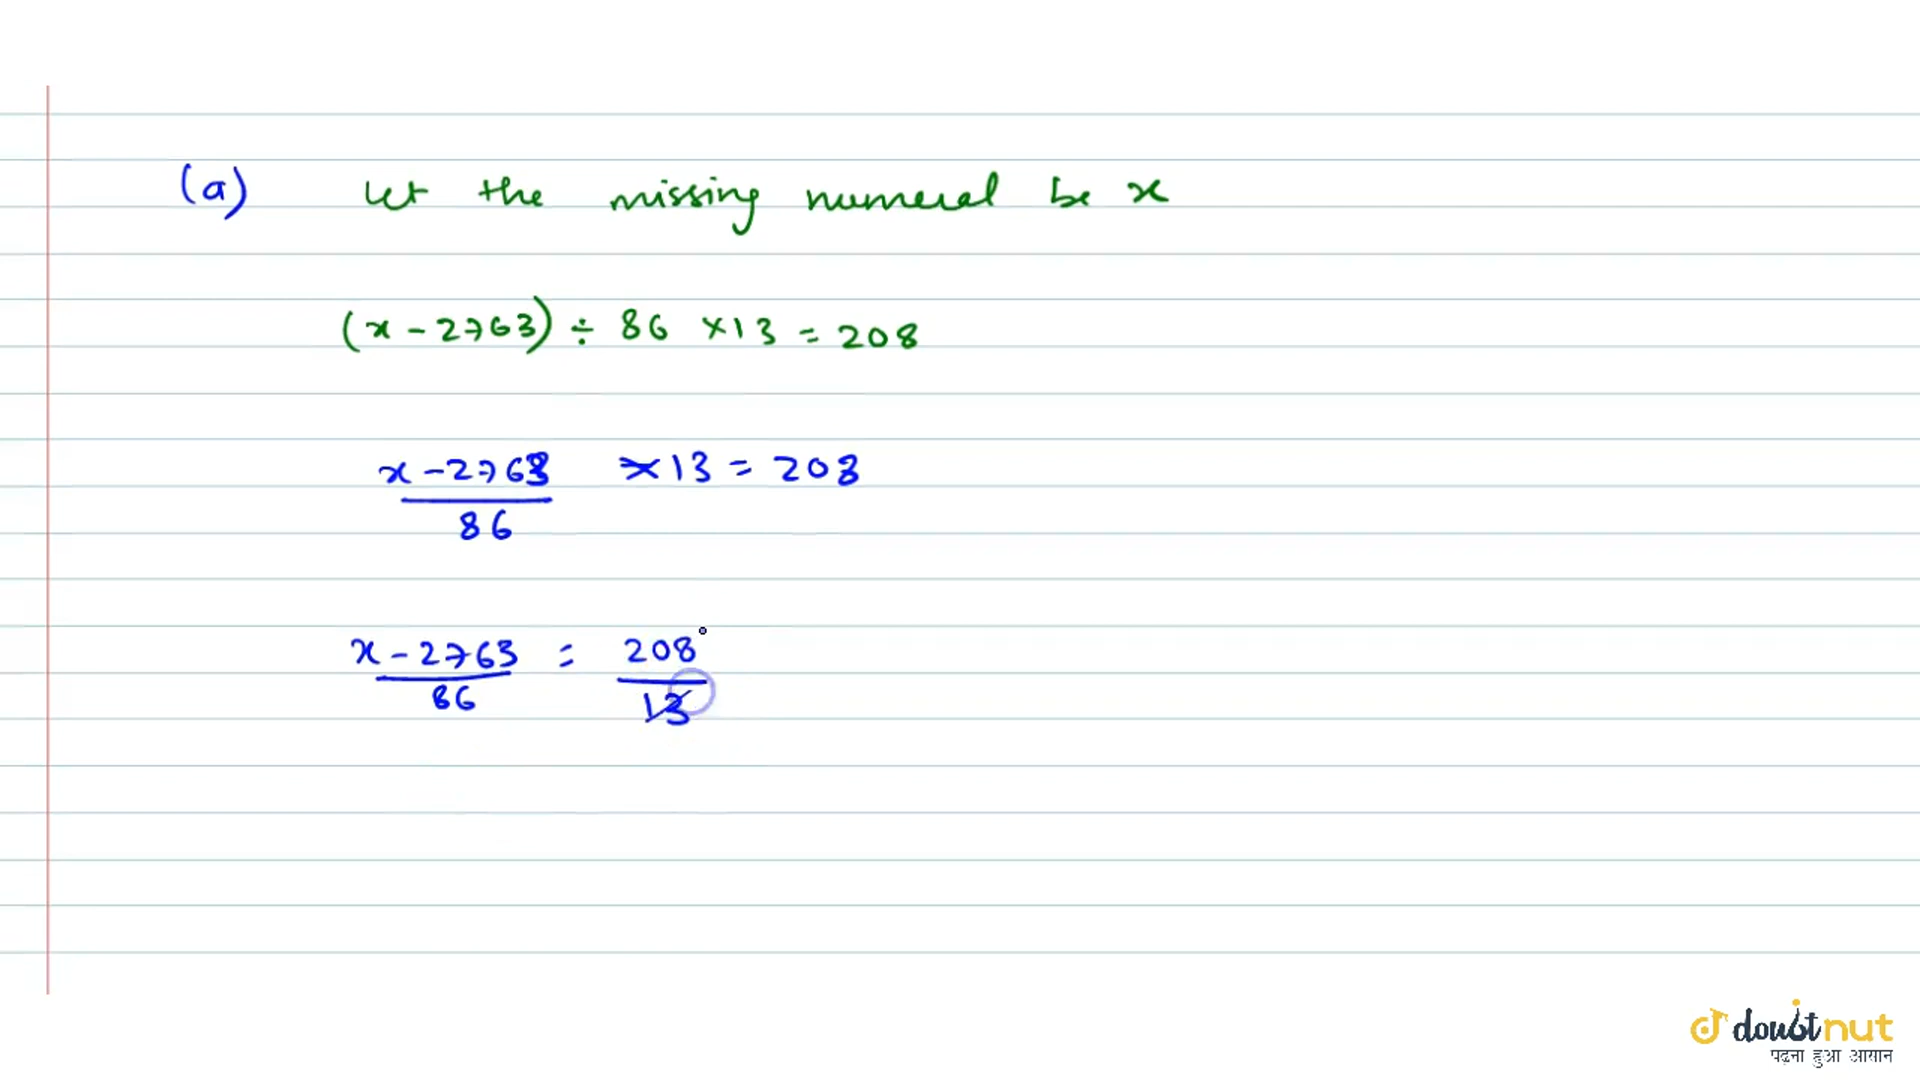 (a) Let the missing numeral be x
(x - 2763) ÷ 86 × 13 = 208
x - 2763 × 13 = 208
86
x - 2763 = 208
86 13
doubtnut
पढ़ना हुआ आसान